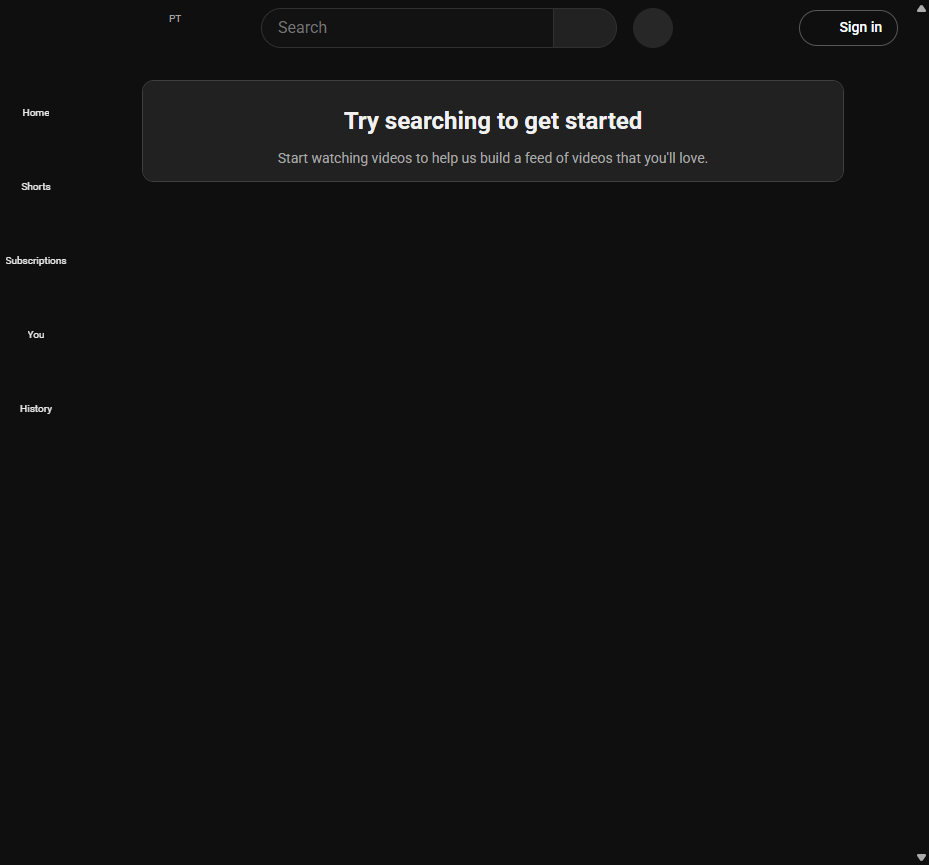 PT
Search
Sign in
Try searching to get started
Start watching videos to help us build a feed of videos that you'll love.
Home
Shorts
Subscriptions
You
History